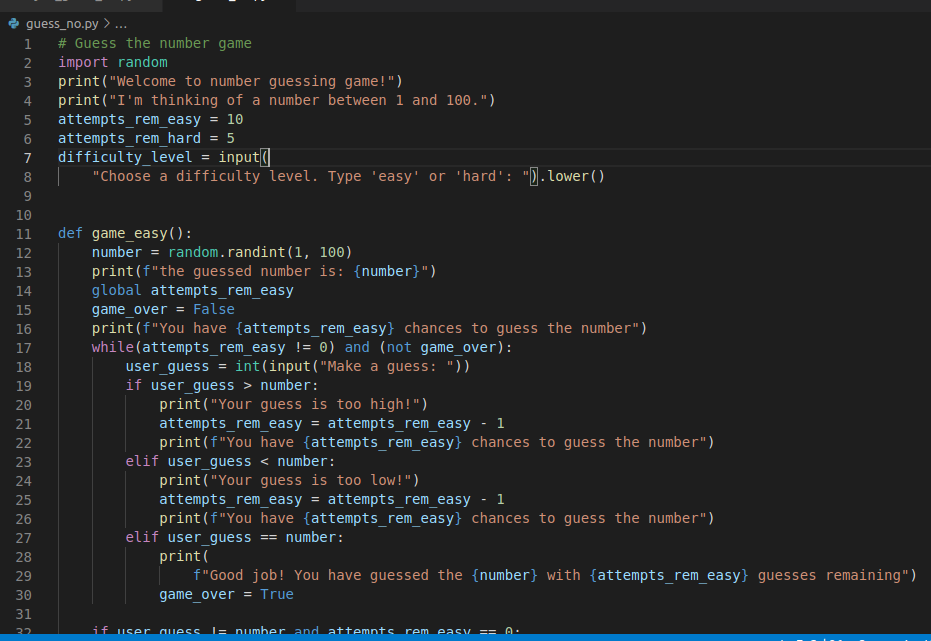 guess_no.py > ...
1 # Guess the number game
2 import random
3 print("Welcome to number guessing game!")
4 print("I'm thinking of a number between 1 and 100.")
5 attempts_rem_easy = 10
6 attempts_rem_hard = 5
7 difficulty_level = input(
8     "Choose a difficulty level. Type 'easy' or 'hard': ").lower()
9
10
11 def game_easy():
12     number = random.randint(1, 100)
13     print(f"the guessed number is: {number}")
14     global attempts_rem_easy
15     game_over = False
16     print(f"You have {attempts_rem_easy} chances to guess the number")
17     while(attempts_rem_easy != 0) and (not game_over):
18         user_guess = int(input("Make a guess: "))
19         if user_guess > number:
20             print("Your guess is too high!")
21             attempts_rem_easy = attempts_rem_easy - 1
22             print(f"You have {attempts_rem_easy} chances to guess the number")
23         elif user_guess < number:
24             print("Your guess is too low!")
25             attempts_rem_easy = attempts_rem_easy - 1
26             print(f"You have {attempts_rem_easy} chances to guess the number")
27         elif user_guess == number:
28             print(
29                 f"Good job! You have guessed the {number} with {attempts_rem_easy} guesses remaining")
30             game_over = True
31
32     if user_guess != number and attempts_rem_easy == 0: